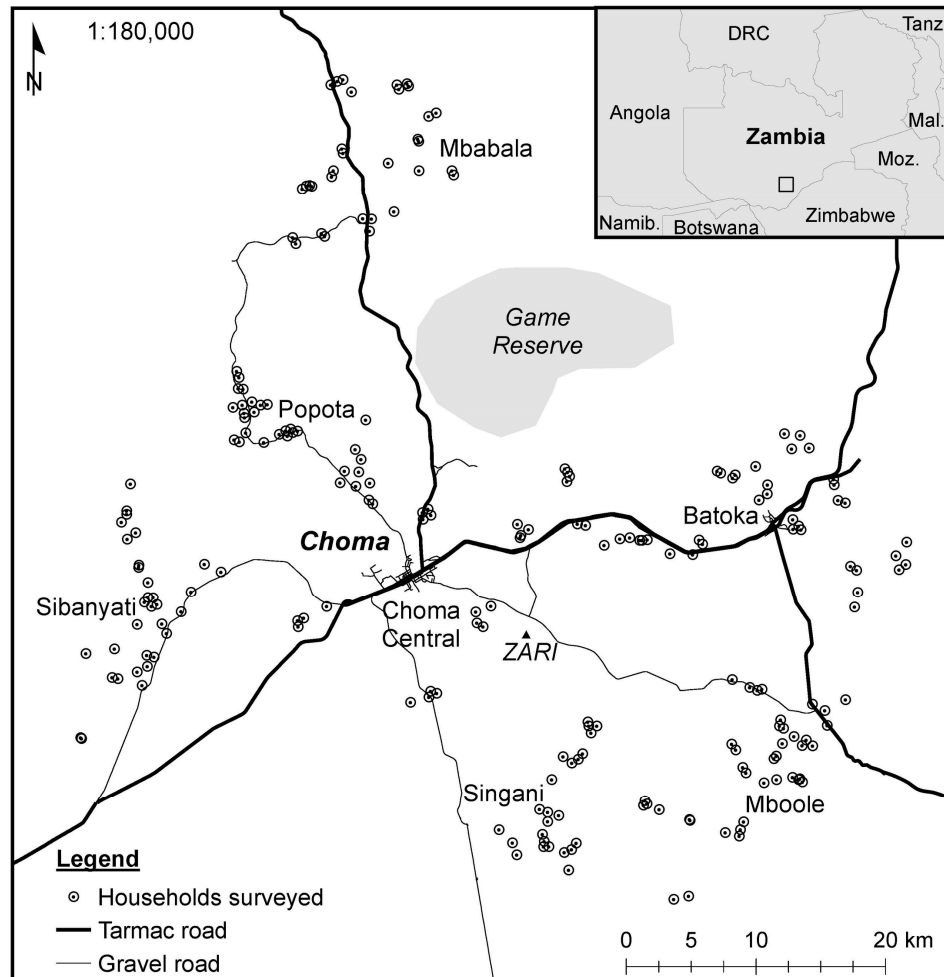 1:180,000
N
DRC
Tanz
Angola
Zambia
Mal.
Moz.
Namib.
Botswana
Zimbabwe
Mbabala
Game
Reserve
Popota
Batoka
Choma
Sibanyati
Choma
Central
ZARI
Singani
Mboole
Legend
Households surveyed
Tarmac road
Gravel road
0 5 10 20 km